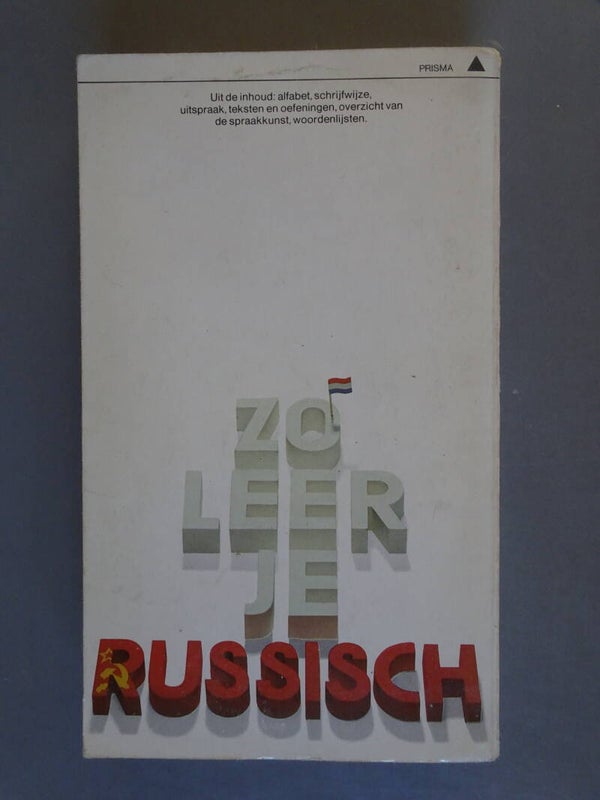 PRISMA
Uit de inhoud: alfabet, schrijfwijze,
uitspraak, teksten en oefeningen, overzicht van
de spraakkunst, woordenlijsten.
ZO
LEER
JE
RUSSISCH